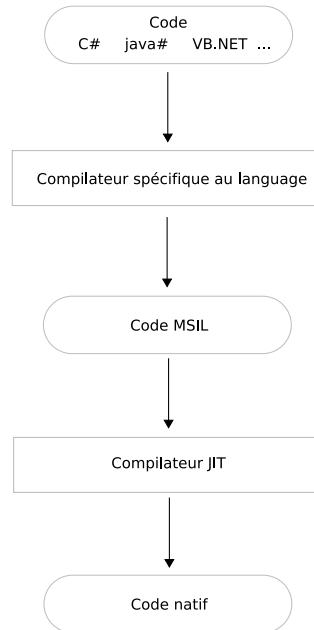 Code
C# java# VB.NET ...
Compilateur spécifique au language
Code MSIL
Compilateur JIT
Code natif